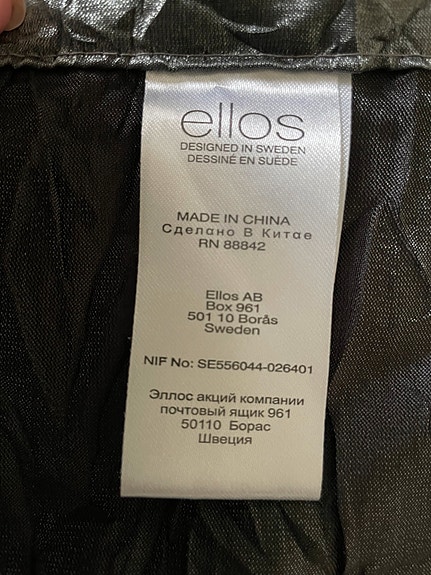 ellos
DESIGNED IN SWEDEN
DESSINÉ EN SUÈDE
MADE IN CHINA
Сделано В Китае
RN 88842
Ellos AB
Box 961
501 10 Borås
Sweden
NIF No: SE556044-026401
Эллос акций компании
почтовый ящик 961
50110 Борас
Швеция